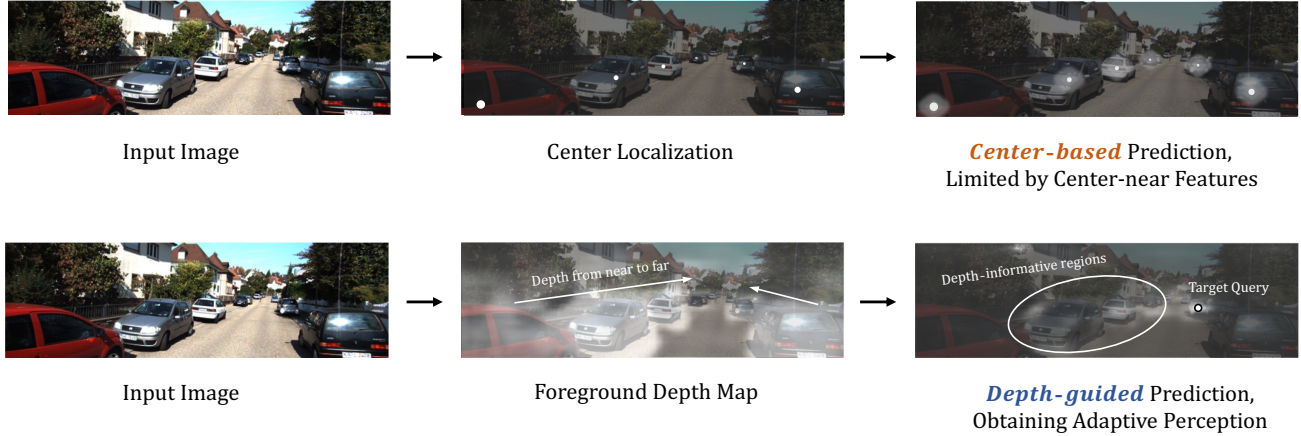 Input Image
Center Localization
Center-based Prediction,
Limited by Center-near Features
Depth from near to far
Depth-informative regions
Target Query
Input Image
Foreground Depth Map
Depth-guided Prediction,
Obtaining Adaptive Perception